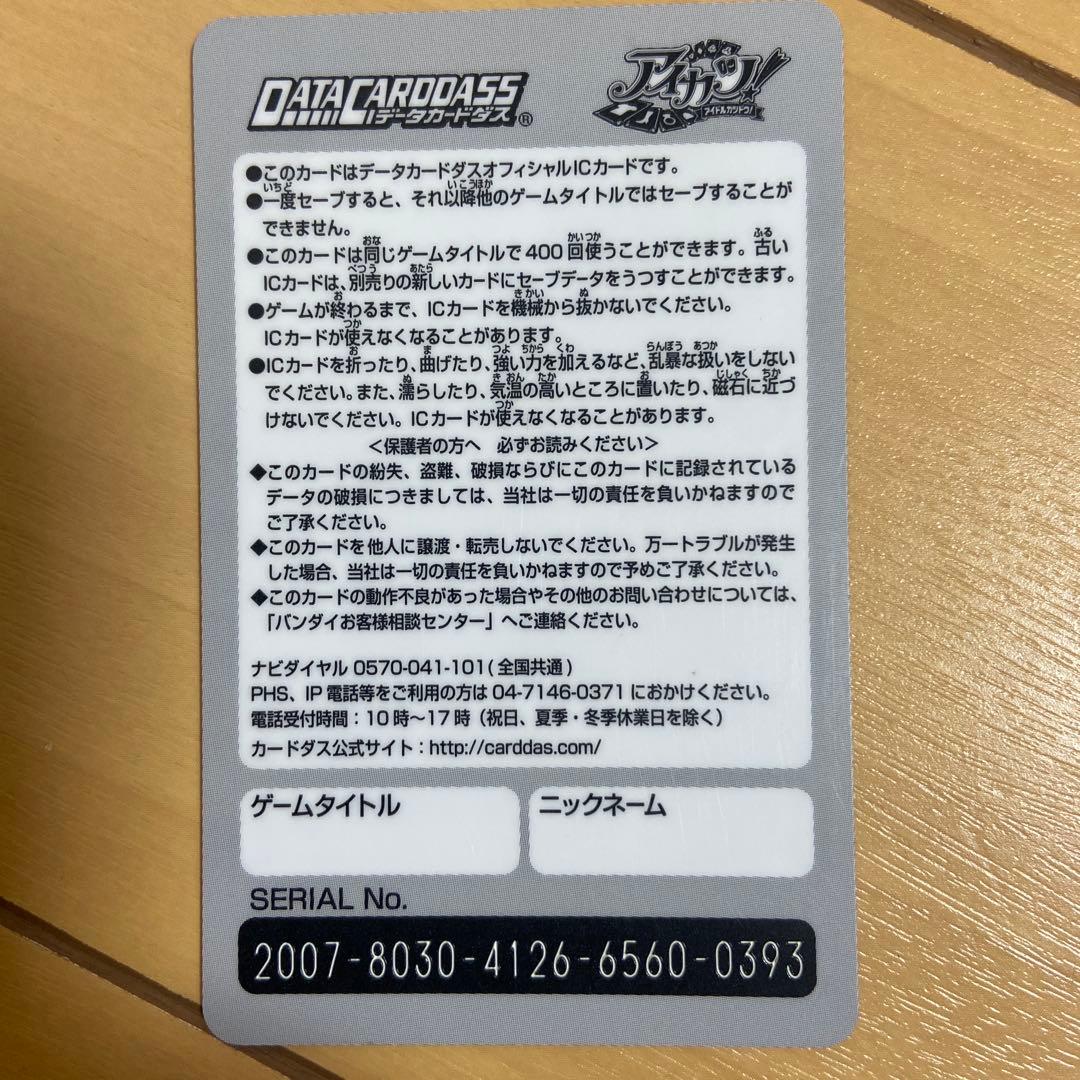 DATACARDDASS
データカードダス®
アイカツ!
アイドルカツドウ!
●このカードはデータカードダスオフィシャルICカードです。
●一度セーブすると、それ以降他のゲームタイトルではセーブすることが
できません。
●このカードは同じゲームタイトルで400回使うことができます。古い
ICカードは、別売りの新しいカードにセーブデータをうつすことができます。
●ゲームが終わるまで、ICカードを機械から抜かないでください。
ICカードが使えなくなることがあります。
●ICカードを折ったり、曲げたり、強い力を加えるなど、乱暴な扱いをしない
でください。また、濡らしたり、気温の高いところに置いたり、磁石に近づ
けないでください。ICカードが使えなくなることがあります。
＜保護者の方へ　必ずお読みください＞
◆このカードの紛失、盗難、破損ならびにこのカードに記録されている
データの破損につきましては、当社は一切の責任を負いかねますので
ご了承ください。
◆このカードを他人に譲渡・転売しないでください。万一トラブルが発生
した場合、当社は一切の責任を負いかねますので予めご了承ください。
◆このカードの動作不良があった場合やその他のお問い合わせについては、
「バンダイお客様相談センター」へご連絡ください。
ナビダイヤル 0570-041-101(全国共通)
PHS、IP電話等をご利用の方は 04-7146-0371 におかけください。
電話受付時間：10時～17時（祝日、夏季・冬季休業日を除く）
カードダス公式サイト：http://carddas.com/
ゲームタイトル
ニックネーム
SERIAL No.
2007-8030-4126-6560-0393